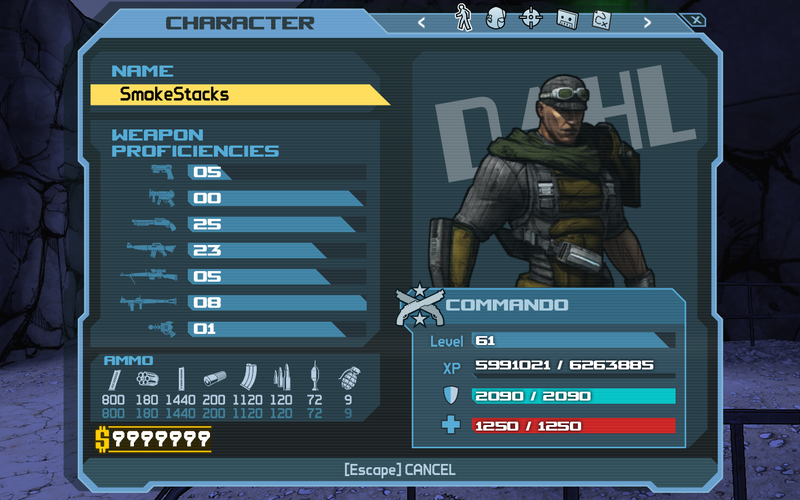 CHARACTER
X
NAME
SmokeStacks
DAHL
WEAPON
PROFICIENCIES
05
00
25
23
05
08
01
COMMANDO
Level 61
XP 5991021 / 6263885
2090 / 2090
1250 / 1250
AMMO
800 180 1440 200 1120 120 72 9
800 180 1440 200 1120 120 72 9
$9999999
[Escape] CANCEL